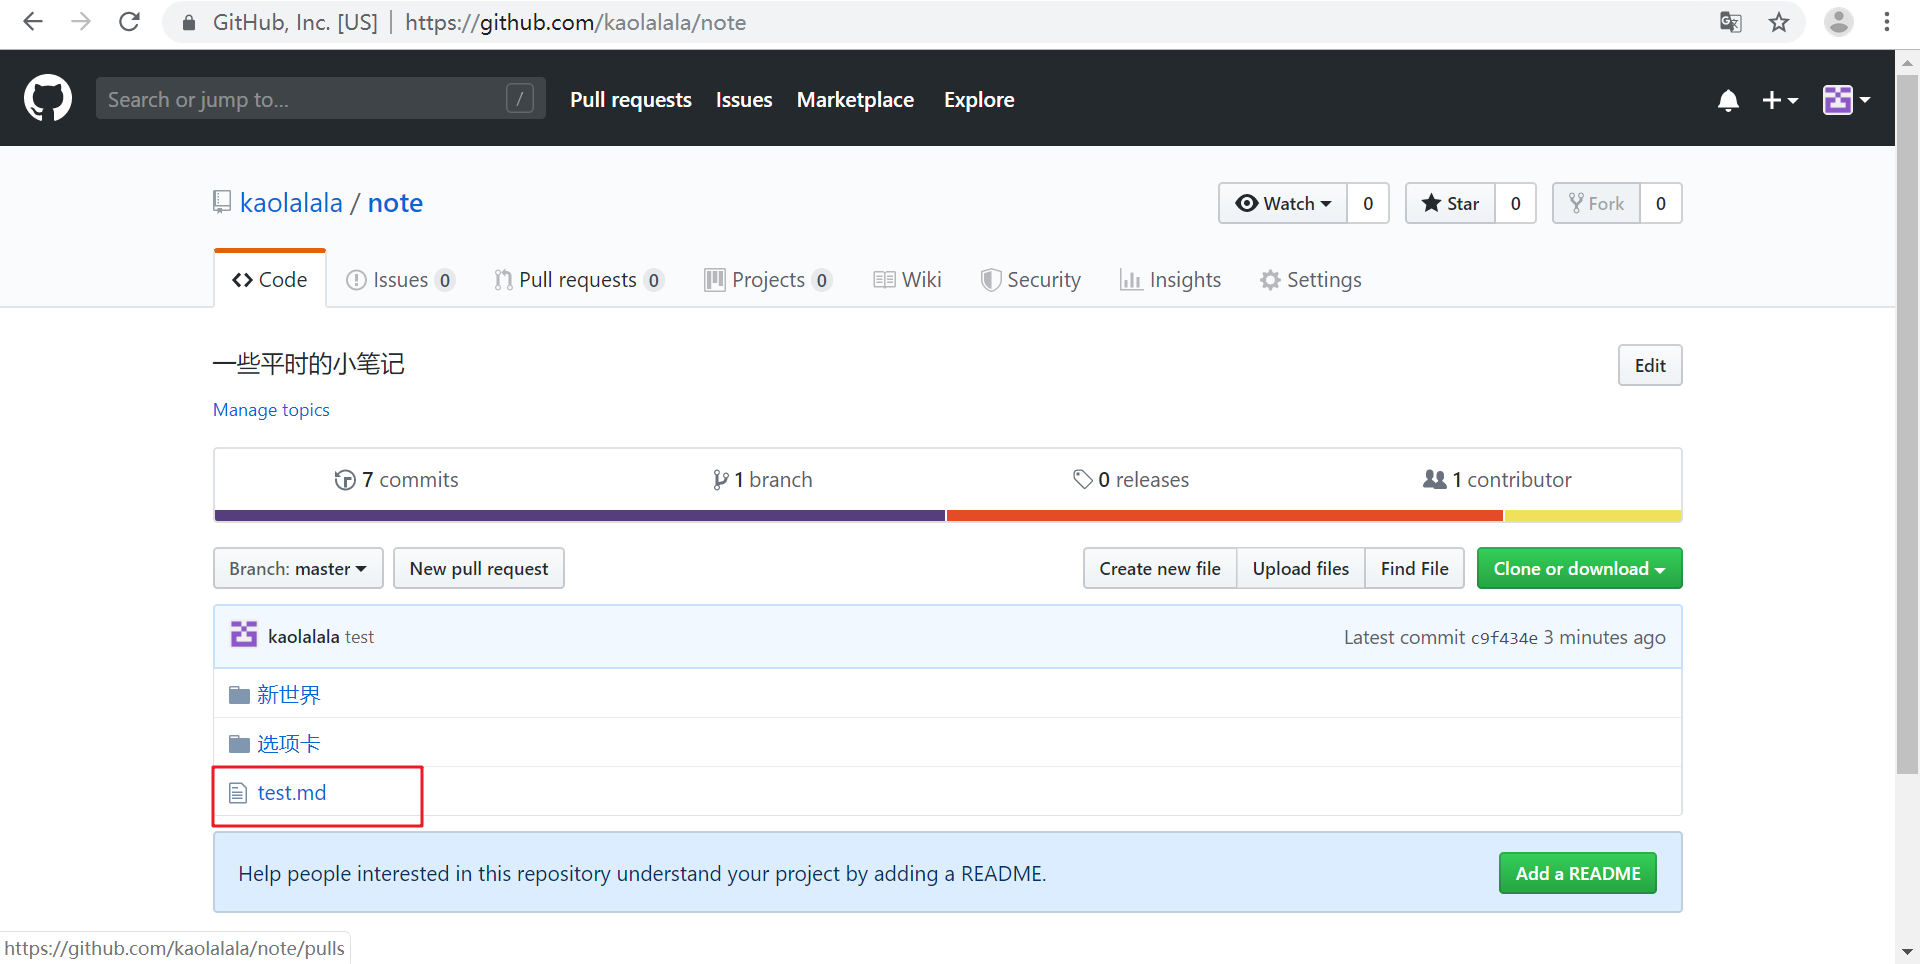 GitHub, Inc. [US] | https://github.com/kaolalala/note
Search or jump to... / Pull requests Issues Marketplace Explore
kaolalala / note Watch 0 Star 0 Fork 0
Code Issues 0 Pull requests 0 Projects 0 Wiki Security Insights Settings
一些平时的小笔记 Edit
Manage topics
7 commits 1 branch 0 releases 1 contributor
Branch: master New pull request Create new file Upload files Find File Clone or download
kaolalala test Latest commit c9f434e 3 minutes ago
新世界
选项卡
test.md
Help people interested in this repository understand your project by adding a README. Add a README
https://github.com/kaolalala/note/pulls